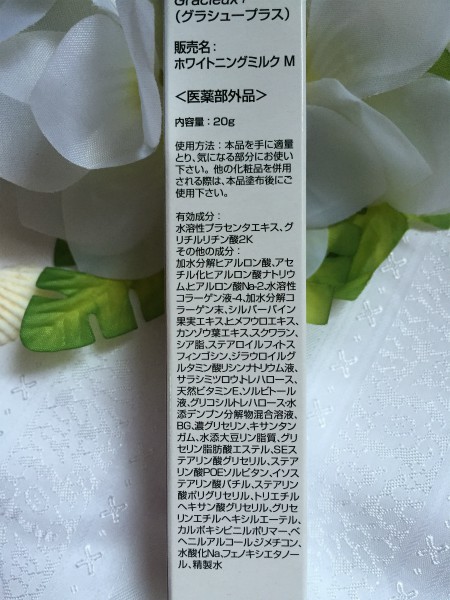 Gracieux+
(グラシュープラス)
販売名：
ホワイトニングミルク M
＜医薬部外品＞
内容量：20g
使用方法：本品を手に適量
とり、気になる部分にお使い
下さい。他の化粧品を併用
される際は、本品塗布後にご
使用下さい。
有効成分：
水溶性プラセンタエキス、グ
リチルリチン酸2K
その他の成分：
加水分解ヒアルロン酸、アセ
チル化ヒアルロン酸ナトリウ
ム、ヒアルロン酸Na-2、水溶性
コラーゲン液-4、加水分解コ
ラーゲン末、シルバーバイン
果実エキス、ヒメフウロエキス、
カンゾウ葉エキス、スクワラン、
シア脂、ステアロイルフィトス
フィンゴシン、ジラウロイルグ
ルタミン酸リシンナトリウム液、
サラシミツロウ、トレハロース、
天然ビタミンE、ソルビトール
液、グリコシルトレハロース・水
添デンプン分解物混合溶液、
BG、濃グリセリン、キサンタン
ガム、水添大豆リン脂質、グリ
セリン脂肪酸エステル、SEス
テアリン酸グリセリル、ステア
リン酸POEソルビタン、イソス
テアリン酸バチル、ステアリン
酸ポリグリセリル、トリエチル
ヘキサン酸グリセリル、グリセ
リンエチルヘキシルエーテル、
カルボキシビニルポリマー、ベ
ヘニルアルコール、ジメチコン、
水酸化Na、フェノキシエタノー
ル、精製水